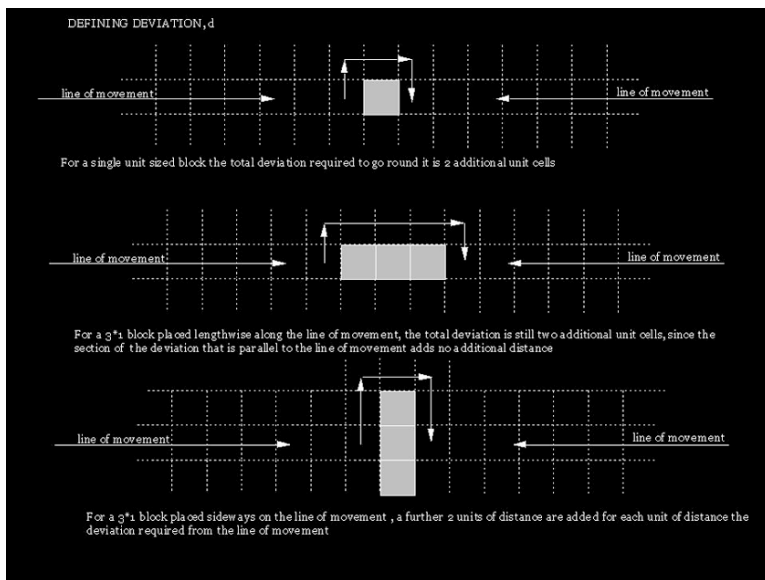 DEFINING DEVIATION,d
line of movement
line of movement
For a single unit sized block the total deviation required to go round it is 2 additional unit cells
line of movement
line of movement
For a 3*1 block placed lengthwise along the line of movement, the total deviation is still two additional unit cells, since the
section of the deviation that is parallel to the line of movement adds no additional distance
line of movement
line of movement
For a 3*1 block placed sideways on the line of movement , a further 2 units of distance are added for each unit of distance the
deviation required from the line of movement